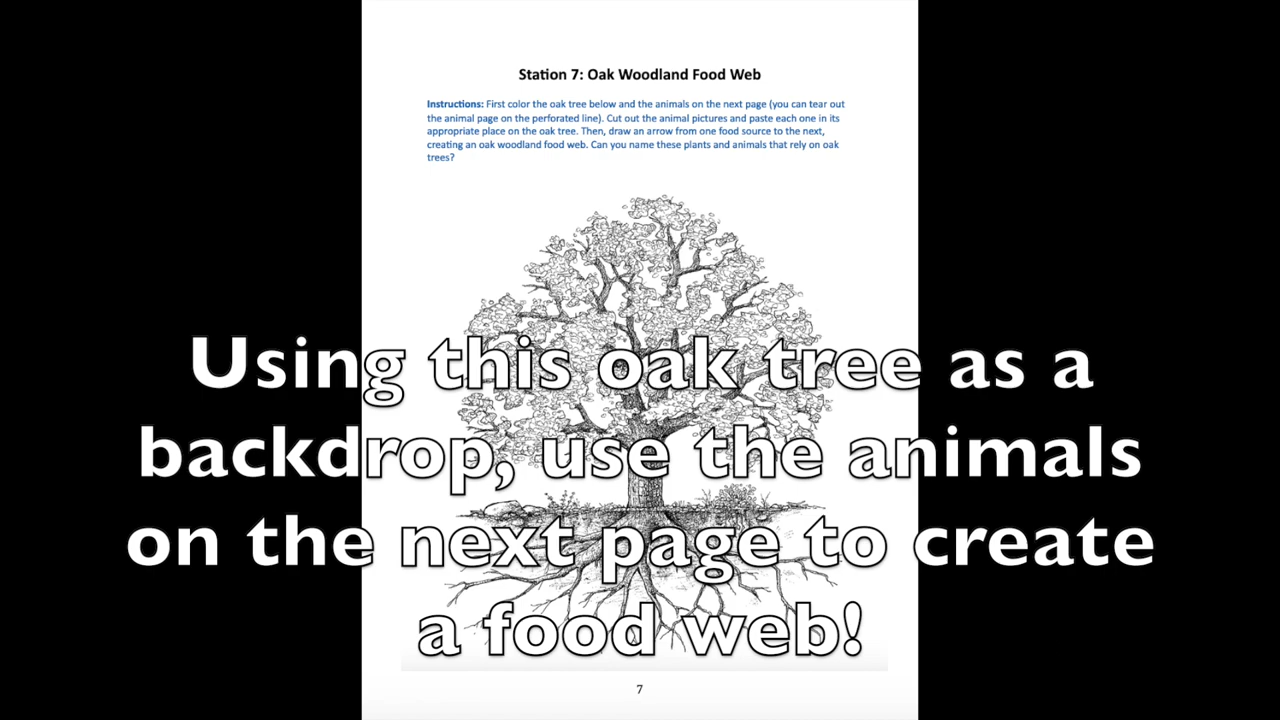 Station 7: Oak Woodland Food Web
Instructions: First color the oak tree below and the animals on the next page (you can tear out
the animal page on the perforated line). Cut out the animal pictures and paste each one in its
appropriate place on the oak tree. Then, draw an arrow from one food source to the next,
creating an oak woodland food web. Can you name these plants and animals that rely on oak
trees?
Using this oak tree as a
backdrop, use the animals
on the next page to create
a food web!
7